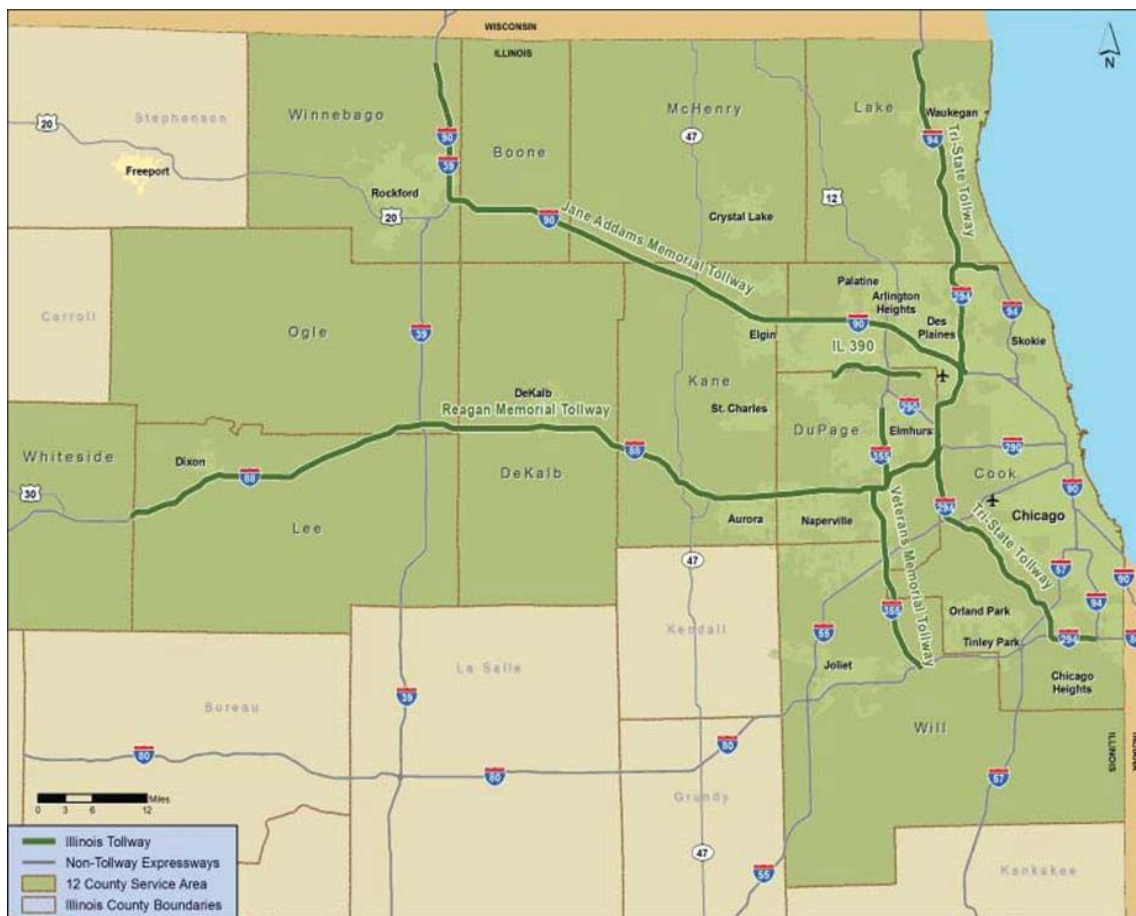 WISCONSIN
ILLINOIS
N
Stephenson
Winnebago
Boone
McHenry
Lake
Waukegan
20
Freeport
Rockford
20
90
39
47
12
94
Tri-State Tollway
Crystal Lake
90
Jane Addams Memorial Tollway
Carroll
Ogle
39
Palatine
Arlington
Heights
Des
Plaines
294
94
Skokie
Elgin
90
IL 390
Kane
DeKalb
Reagan Memorial Tollway
St. Charles
DuPage
290
Elmhurs
290
Whiteside
Dixon
88
30
DeKalb
88
355
Cook
90
Lee
Aurora
Naperville
294
Chicago
Tri-State Tollway
Veterans Memorial Tollway
57
90
94
47
Kendall
355
Orland Park
Tinley Park
294
55
Joliet
Chicago
Heights
La Salle
39
Bureau
Will
80
80
80
Grundy
57
ILLINOIS
INDIANA
47
55
Kankakee
0 3 6 12 Miles
Illinois Tollway
Non-Tollway Expressways
12 County Service Area
Illinois County Boundaries